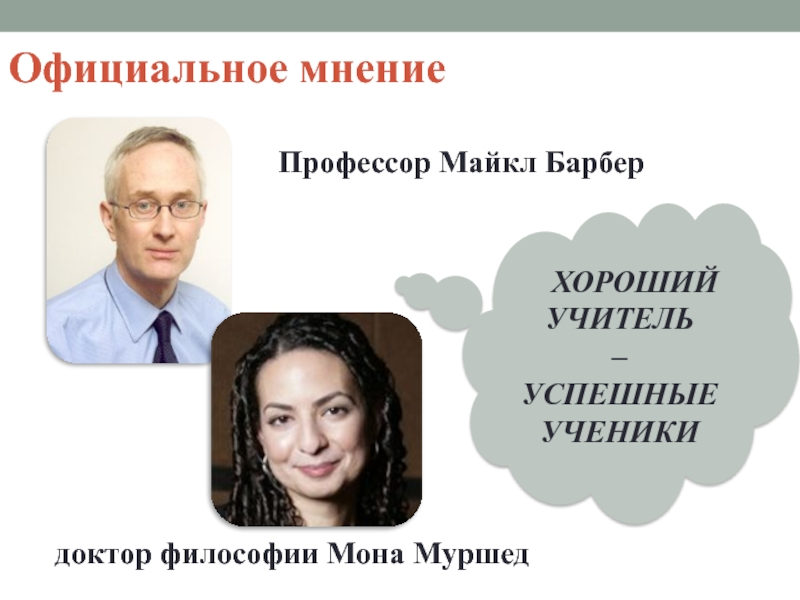 Официальное мнение
Профессор Майкл Барбер
ХОРОШИЙ
УЧИТЕЛЬ
–
УСПЕШНЫЕ
УЧЕНИКИ
доктор философии Мона Муршед